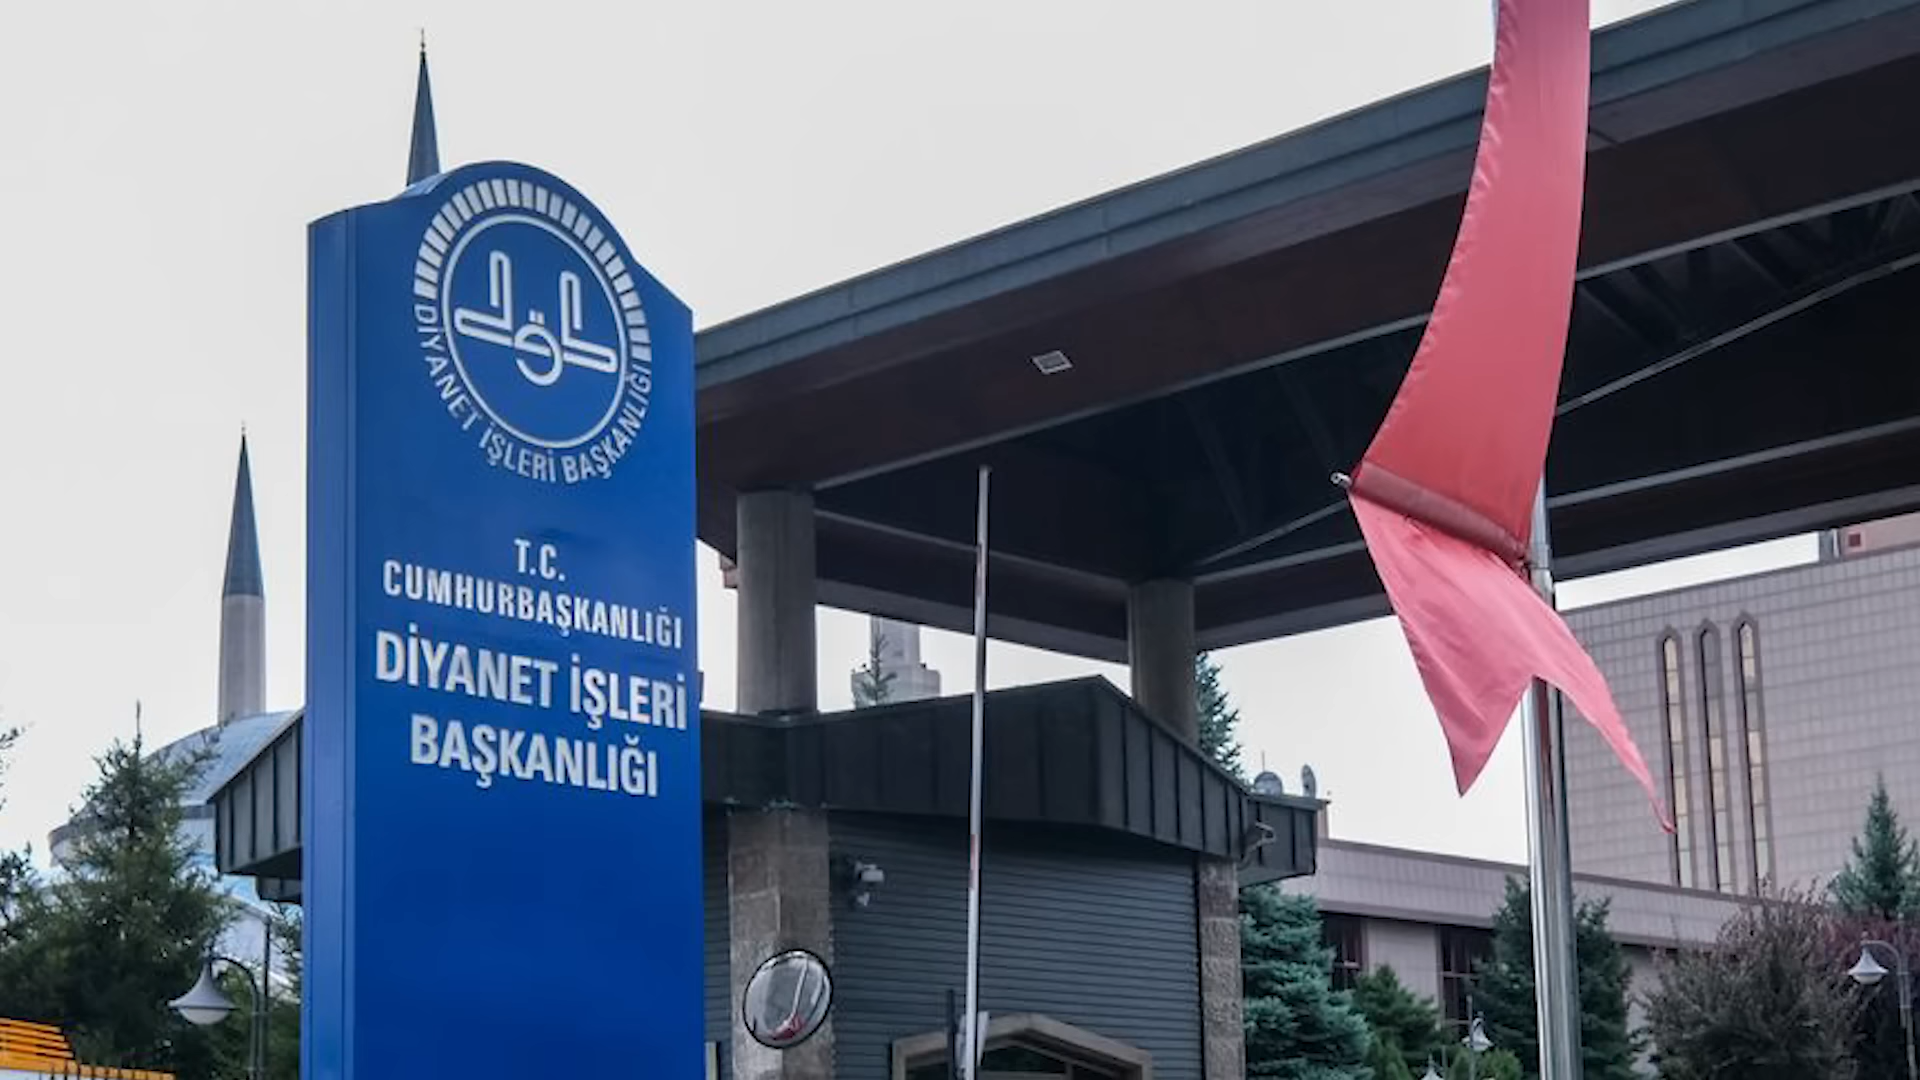 DİYANET İŞLERİ BAŞKANLIĞI
T.C.
CUMHURBAŞKANLIĞI
DİYANET İŞLERİ
BAŞKANLIĞI